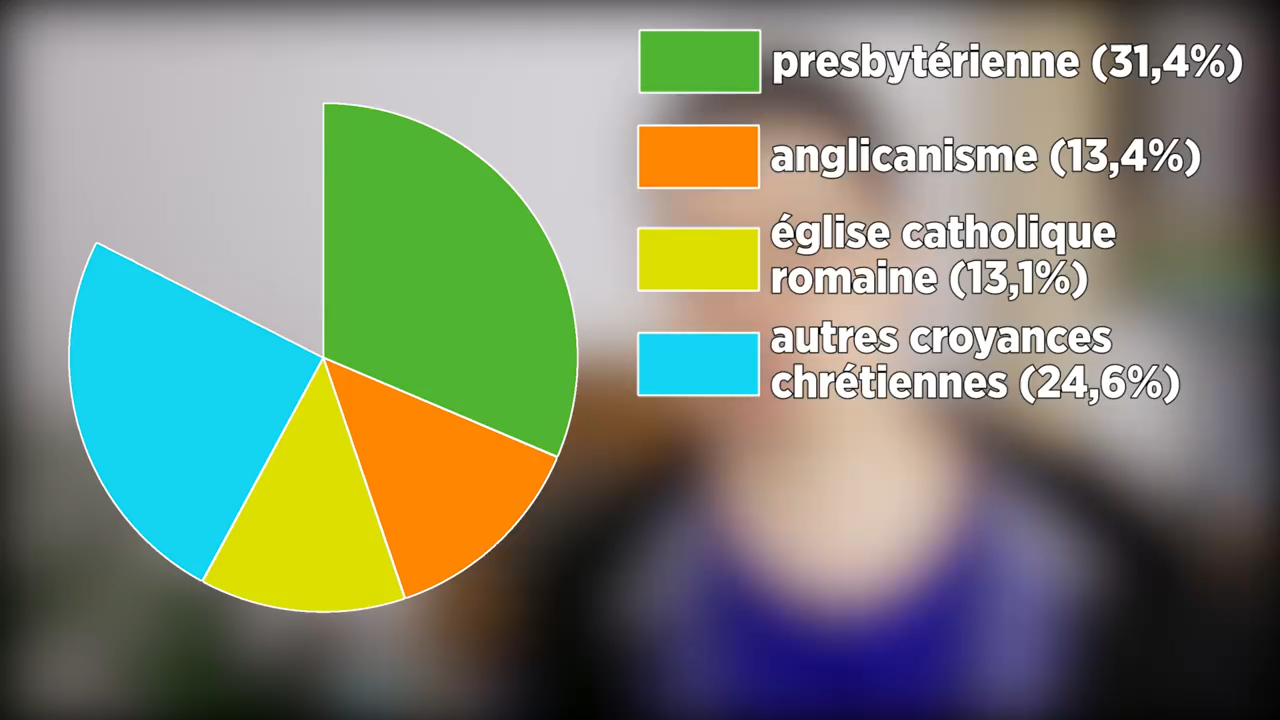 presbytérienne (31,4%)
anglicanisme (13,4%)
église catholique
romaine (13,1%)
autres croyances
chrétiennes (24,6%)